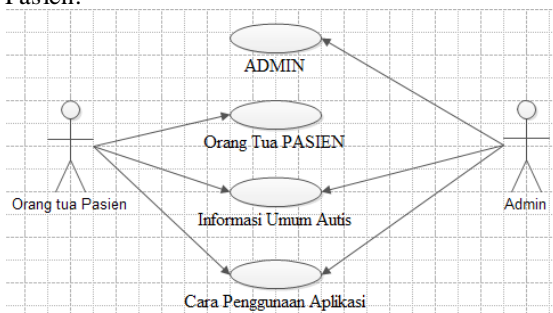 Pasien.
ADMIN
Orang Tua PASIEN
Orang tua Pasien
Informasi Umum Autis
Admin
Cara Penggunaan Aplikasi